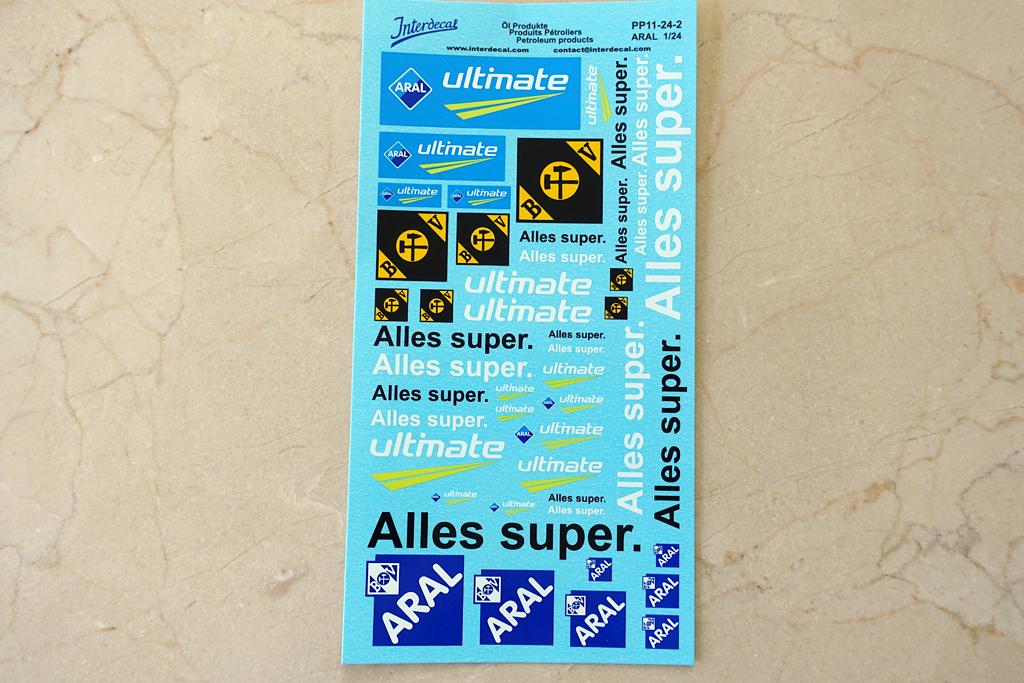 Interdecal
Öl Produkte
Produits Pétroliers
Petroleum products
PP11-24-2
ARAL 1/24
www.interdecal.com contact@interdecal.com
ARAL ultimate
ultimate
Alles super.
Alles super.
Alles super.
ARAL ultimate
B V
Alles super.
Alles super.
ARAL ultimate
ARAL ultimate
B V
B V
Alles super.
Alles super.
ultimate
ultimate
B V
B V
B V
B V
Alles super.
Alles super.
Alles super.
Alles super.
ultimate
Alles super.
ultimate
ultimate
Alles super.
ultimate
ARAL ultimate
ultimate
ultimate
Alles super.
Alles super.
ultimate
ultimate
Alles super.
Alles super.
Alles super.
B V
ARAL
B V
ARAL
B V
ARAL
ARAL
ARAL
ARAL
ARAL